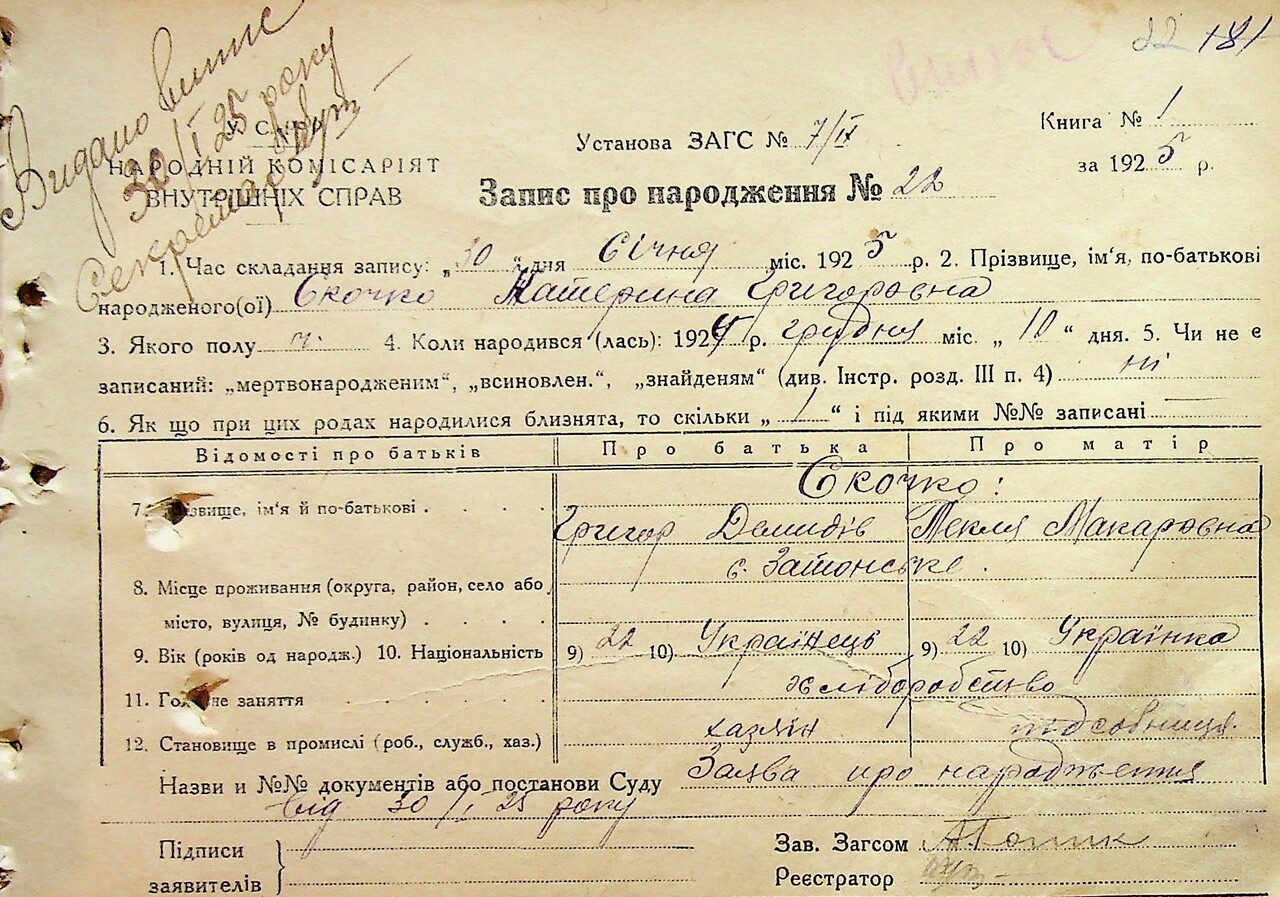 22 181
Видано випис
30/I 25 року
Секретар
У.С.Р.Р.
НАРОДНІЙ КОМІСАРІЯТ
ВНУТРІШНІХ СПРАВ
Установа ЗАГС № 7/ІХ
Книга № 1
за 1925 р.
Запис про народження № 22
1. Час складання запису: „30“ дня Січня міс. 1925 р. 2. Прізвище, ім'я, по-батькові
народженого(ої) Скочко Катерина Григоровна
3. Якого полу ж. 4. Коли народився (лась): 1924 р. грудня міс. „10“ дня. 5. Чи не є
записаний: „мертвонародженим“, „всиновлен.“, „знайденям“ (див. Інстр. розд. III п. 4) ні
6. Як що при цих родах народилися близнята, то скільки „1“ і під якими №№ записані —
Відомості про батьків Про батька Про матір
Скочко:
7. Прізвище, ім'я й по-батькові . . . . . Григор Демидів Текля Макаровна
с. Затонське.
8. Місце проживання (округа, район, село або
місто, вулиця, № будинку) . . . . .
9. Вік (років од народж.) 10. Національність 9) 22 10) Українець 9) 22 10) Українка
11. Головне заняття . . . . . хліборобство
12. Становище в промислі (роб., служб., хаз.) хазяїн підсобниця
Назви и №№ документів або постанови Суду Заява про народження
від 30/I 25 року
Підписи
заявителів
Зав. Загсом
Реєстратор